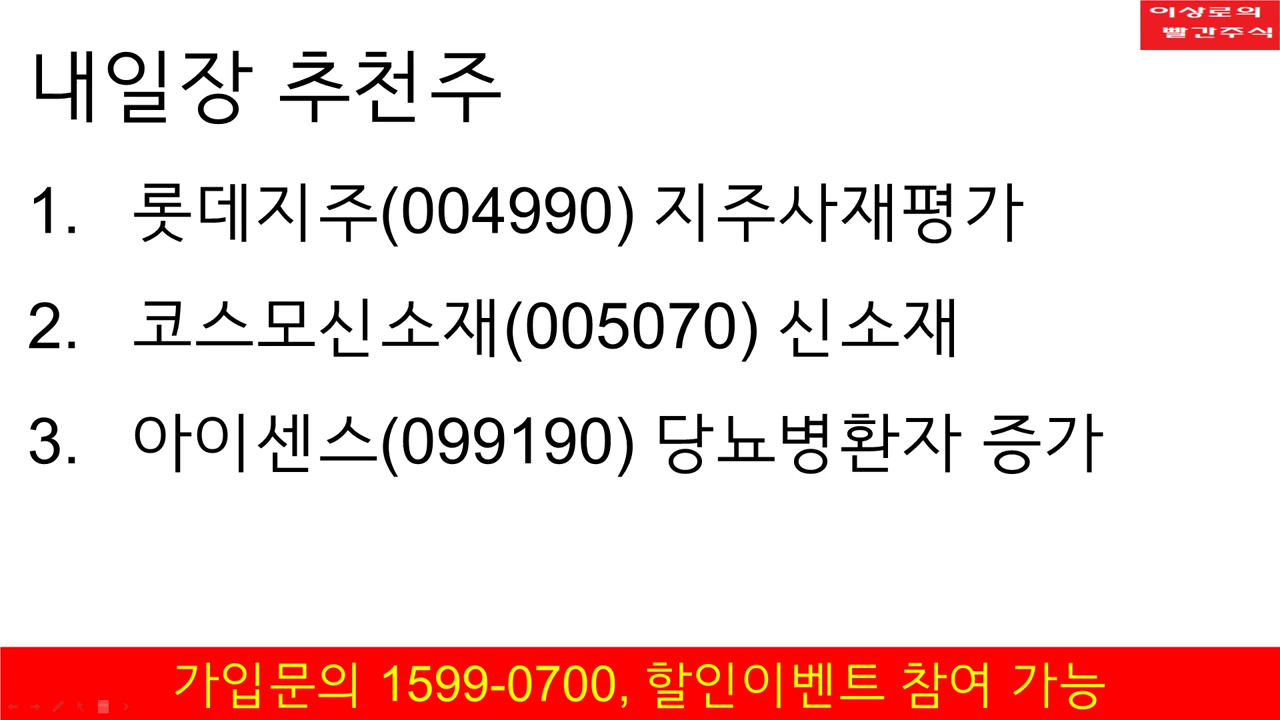 이상로의
빨간주식
내일장 추천주
1. 롯데지주(004990) 지주사재평가
2. 코스모신소재(005070) 신소재
3. 아이센스(099190) 당뇨병환자 증가
가입문의 1599-0700, 할인이벤트 참여 가능